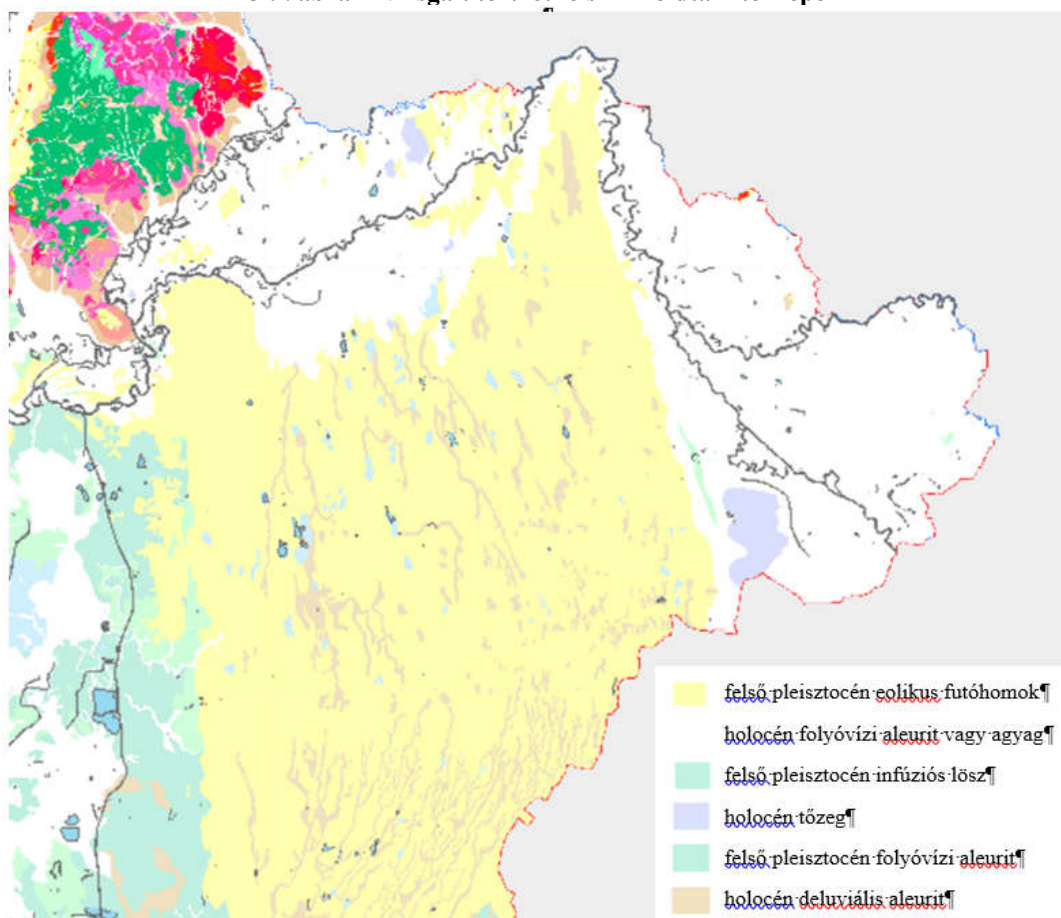 felső pleisztocén eolikus futóhomok¶
holocén folyóvízi aleurit vagy agyag¶
felső pleisztocén infúziós lösz¶
holocén tőzeg¶
felső pleisztocén folyóvízi aleurit¶
holocén deluviális aleurit¶